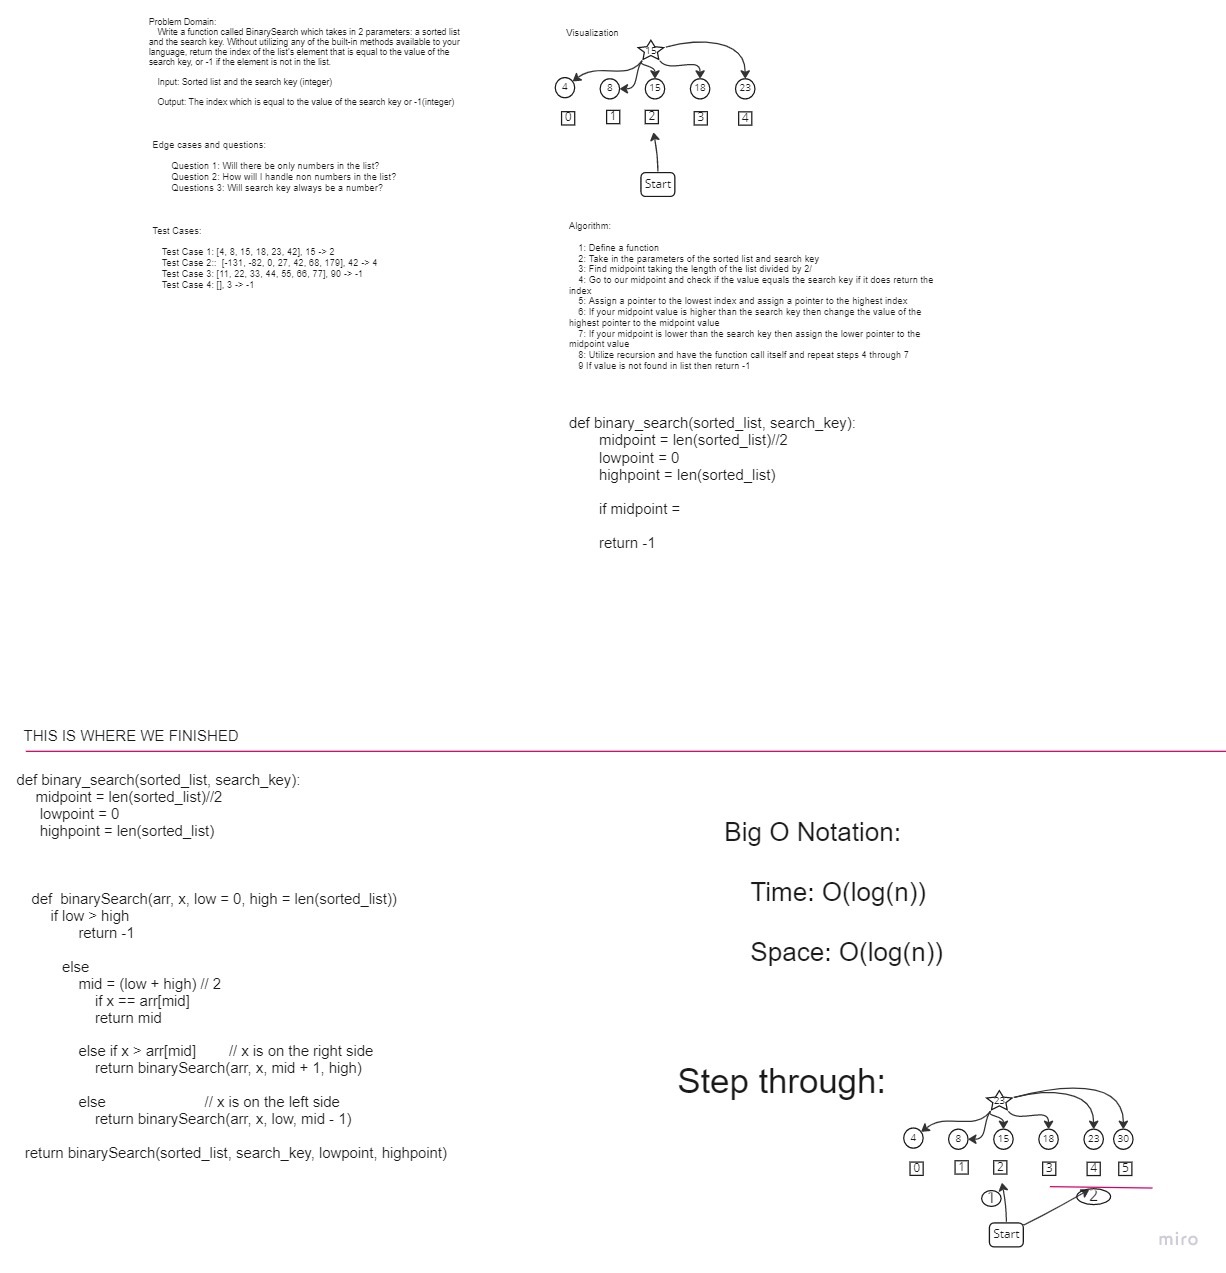 Problem Domain:
Write a function called BinarySearch which takes in 2 parameters: a sorted list
and the search key. Without utilizing any of the built-in methods available to your
language, return the index of the list's element that is equal to the value of the
search key, or -1 if the element is not in the list.
Input: Sorted list and the search key (integer)
Output: The index which is equal to the value of the search key or -1(integer)
Edge cases and questions:
Question 1: Will there be only numbers in the list?
Question 2: How will I handle non numbers in the list?
Questions 3: Will search key always be a number?
Test Cases:
Test Case 1: [4, 8, 15, 18, 23, 42], 15 -> 2
Test Case 2:: [-131, -82, 0, 27, 42, 68, 179], 42 -> 4
Test Case 3: [11, 22, 33, 44, 55, 66, 77], 90 -> -1
Test Case 4: [], 3 -> -1
Visualization
15
4 8 15 18 23
0 1 2 3 4
Start
Algorithm:
1: Define a function
2: Take in the parameters of the sorted list and search key
3: Find midpoint taking the length of the list divided by 2/
4: Go to our midpoint and check if the value equals the search key if it does return the
index
5: Assign a pointer to the lowest index and assign a pointer to the highest index
6: If your midpoint value is higher than the search key then change the value of the
highest pointer to the midpoint value
7: If your midpoint is lower than the search key then assign the lower pointer to the
midpoint value
8: Utilize recursion and have the function call itself and repeat steps 4 through 7
9 If value is not found in list then return -1
def binary_search(sorted_list, search_key):
midpoint = len(sorted_list)//2
lowpoint = 0
highpoint = len(sorted_list)
if midpoint =
return -1
THIS IS WHERE WE FINISHED
def binary_search(sorted_list, search_key):
midpoint = len(sorted_list)//2
lowpoint = 0
highpoint = len(sorted_list)
def binarySearch(arr, x, low = 0, high = len(sorted_list))
if low > high
return -1
else
mid = (low + high) // 2
if x == arr[mid]
return mid
else if x > arr[mid] // x is on the right side
return binarySearch(arr, x, mid + 1, high)
else // x is on the left side
return binarySearch(arr, x, low, mid - 1)
return binarySearch(sorted_list, search_key, lowpoint, highpoint)
Big O Notation:
Time: O(log(n))
Space: O(log(n))
Step through:
23
4 8 15 18 23 30
0 1 2 3 4 5
1 2
Start
miro